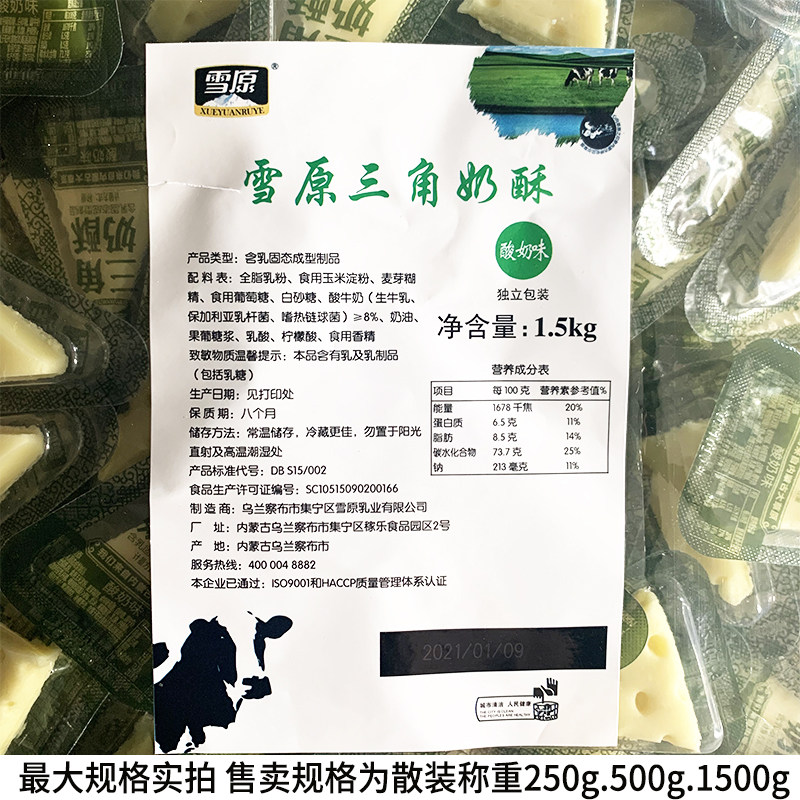 雪原
®
XUEYUANRUYE
雪原三角奶酥
酸奶味
独立包装
净含量：1.5kg
产品类型：含乳固态成型制品
配料表：全脂乳粉、食用玉米淀粉、麦芽糊
精、食用葡萄糖、白砂糖、酸牛奶（生牛乳、
保加利亚乳杆菌、嗜热链球菌）≥8%、奶油、
果葡糖浆、乳酸、柠檬酸、食用香精
致敏物质温馨提示：本品含有乳及乳制品
（包括乳糖）
生产日期：见打印处
保质期：八个月
储存方法：常温储存，冷藏更佳，勿置于阳光
直射及高温潮湿处
产品标准代号：DB S15/002
食品生产许可证编号：SC10515090200166
制造商：乌兰察布市集宁区雪原乳业有限公司
厂 址：内蒙古乌兰察布市集宁区稼乐食品园区2号
产 地：内蒙古乌兰察布市
服务热线：400 004 8882
本企业已通过：ISO9001和HACCP质量管理体系认证
营养成分表
项目 每100克 营养素参考值%
能量 1678千焦 20%
蛋白质 6.5克 11%
脂肪 8.5克 14%
碳水化合物 73.7克 25%
钠 213毫克 11%
2021/01/09
城市清洁 人民健康
THE CITY IS CLEAN
THE PEOPLE ARE HEALTHY
最大规格实拍 售卖规格为散装称重250g.500g.1500g